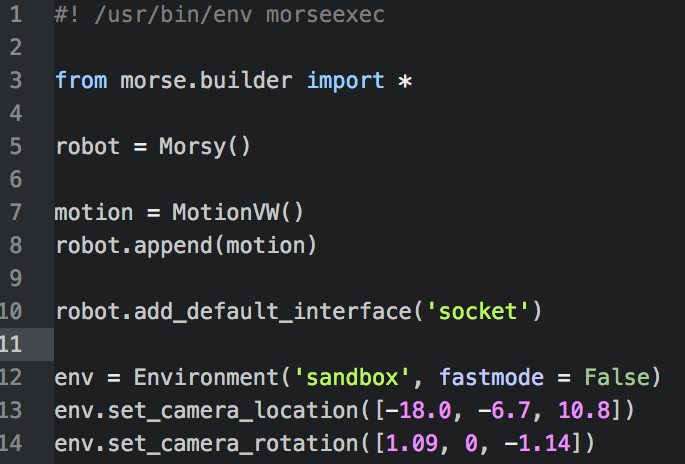 1 #! /usr/bin/env morseexec
2
3 from morse.builder import *
4
5 robot = Morsy()
6
7 motion = MotionVW()
8 robot.append(motion)
9
10 robot.add_default_interface('socket')
11
12 env = Environment('sandbox', fastmode = False)
13 env.set_camera_location([-18.0, -6.7, 10.8])
14 env.set_camera_rotation([1.09, 0, -1.14])